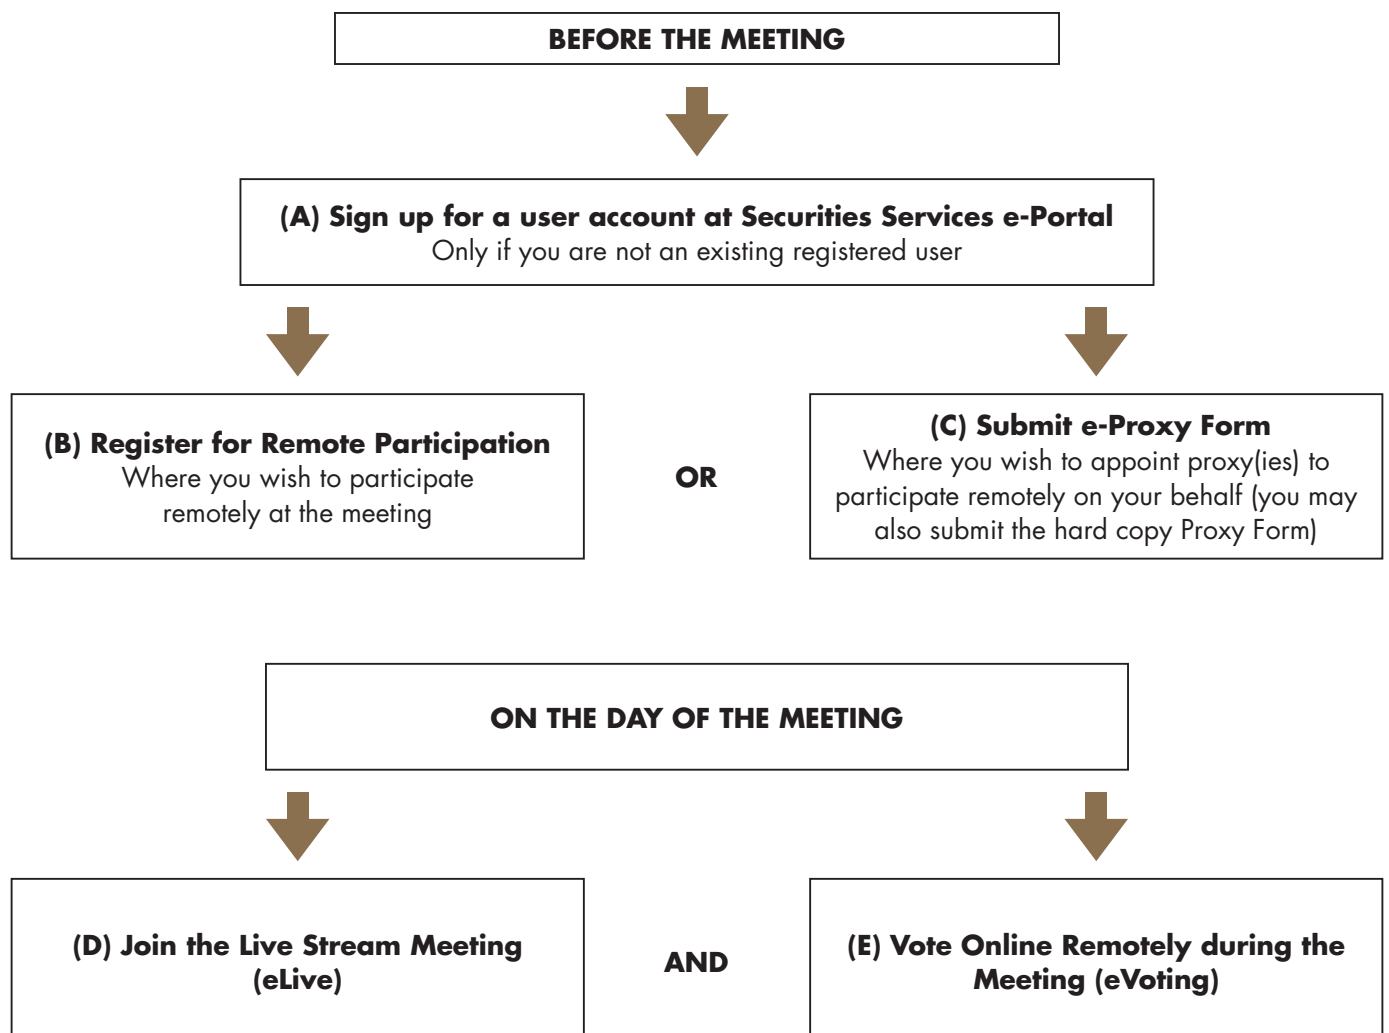 BEFORE THE MEETING
(A) Sign up for a user account at Securities Services e-Portal
Only if you are not an existing registered user
(B) Register for Remote Participation
Where you wish to participate
remotely at the meeting
OR
(C) Submit e-Proxy Form
Where you wish to appoint proxy(ies) to
participate remotely on your behalf (you may
also submit the hard copy Proxy Form)
ON THE DAY OF THE MEETING
(D) Join the Live Stream Meeting
(eLive)
AND
(E) Vote Online Remotely during the
Meeting (eVoting)